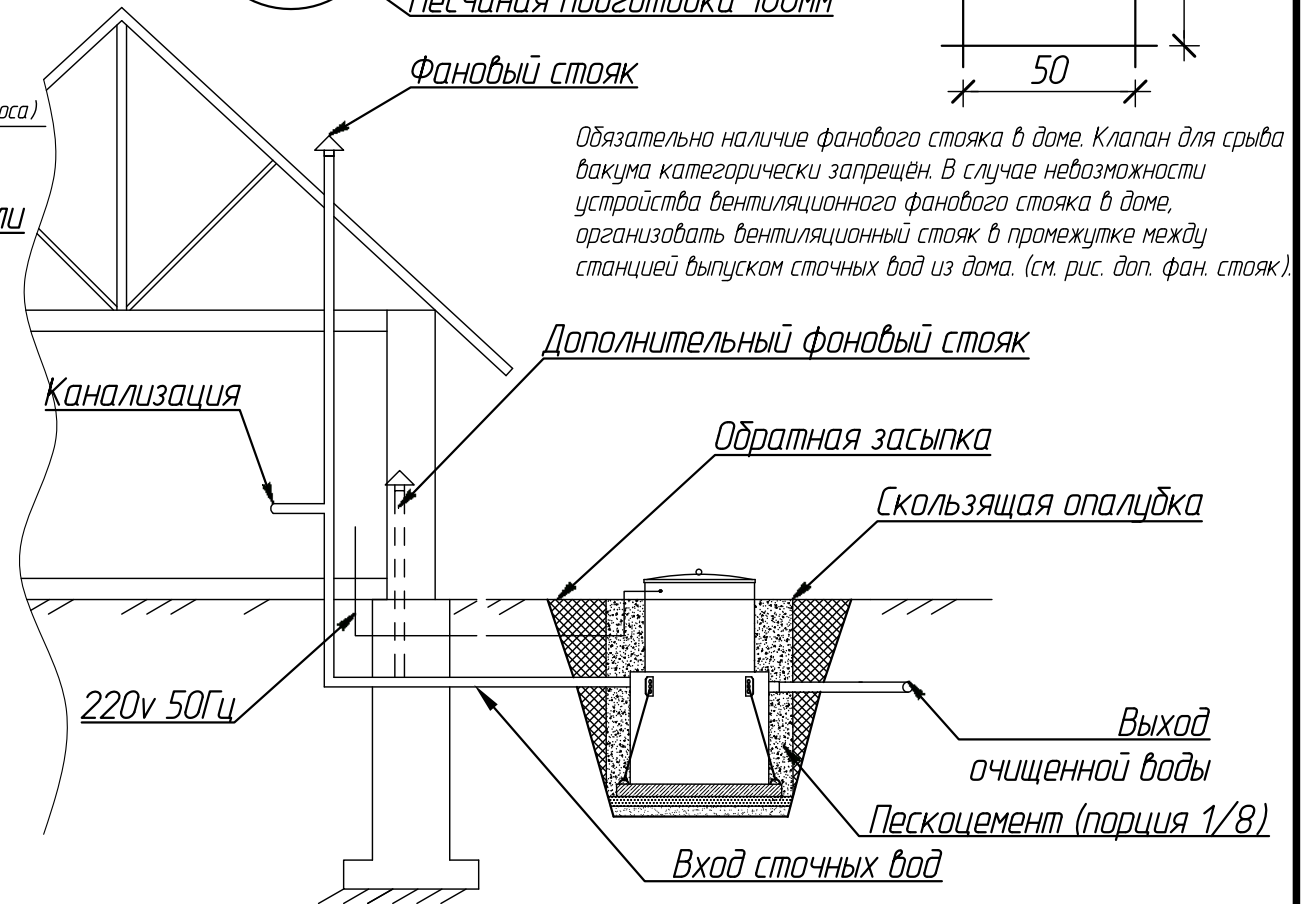 Песчаная подготовка 100мм
Фановый стояк
50
оса)
Обязательно наличие фанового стояка в доме. Клапан для срыва
вакума категорически запрещён. В случае невозможности
устройства вентиляционного фанового стояка в доме,
организовать вентиляционный стояк в промежутке между
станцией выпуском сточных вод из дома. (см. рис. доп. фан. стояк).
ли
Дополнительный фоновый стояк
Канализация
Обратная засыпка
Скользящая опалубка
220v 50Гц
Выход
очищенной воды
Пескоцемент (порция 1/8)
Вход сточных вод